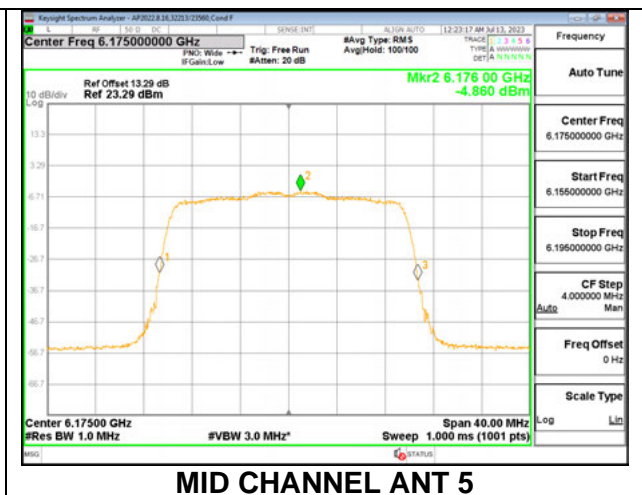 Keysight Spectrum Analyzer - AP2022.8.16,32213/23560,Cond F
L RF 50 Ω DC SENSE:INT ALIGN AUTO 12:23:17 AM Jul 13, 2023
Center Freq 6.175000000 GHz
PNO: Wide
IFGain:Low
Trig: Free Run
#Atten: 20 dB
#Avg Type: RMS
Avg|Hold: 100/100
TRACE 1 2 3 4 5 6
TYPE A WWWWW
DET A N N N N N
Frequency
Auto Tune
Center Freq
6.175000000 GHz
Start Freq
6.155000000 GHz
Stop Freq
6.195000000 GHz
CF Step
4.000000 MHz
Auto Man
Freq Offset
0 Hz
Scale Type
Log Lin
Ref Offset 13.29 dB
10 dB/div Ref 23.29 dBm
Log
Mkr2 6.176 00 GHz
-4.860 dBm
13.3
3.29
-6.71
-16.7
-26.7
-36.7
-46.7
-56.7
-66.7
1
2
3
Center 6.17500 GHz Span 40.00 MHz
#Res BW 1.0 MHz #VBW 3.0 MHz* Sweep 1.000 ms (1001 pts)
MSG STATUS
MID CHANNEL ANT 5